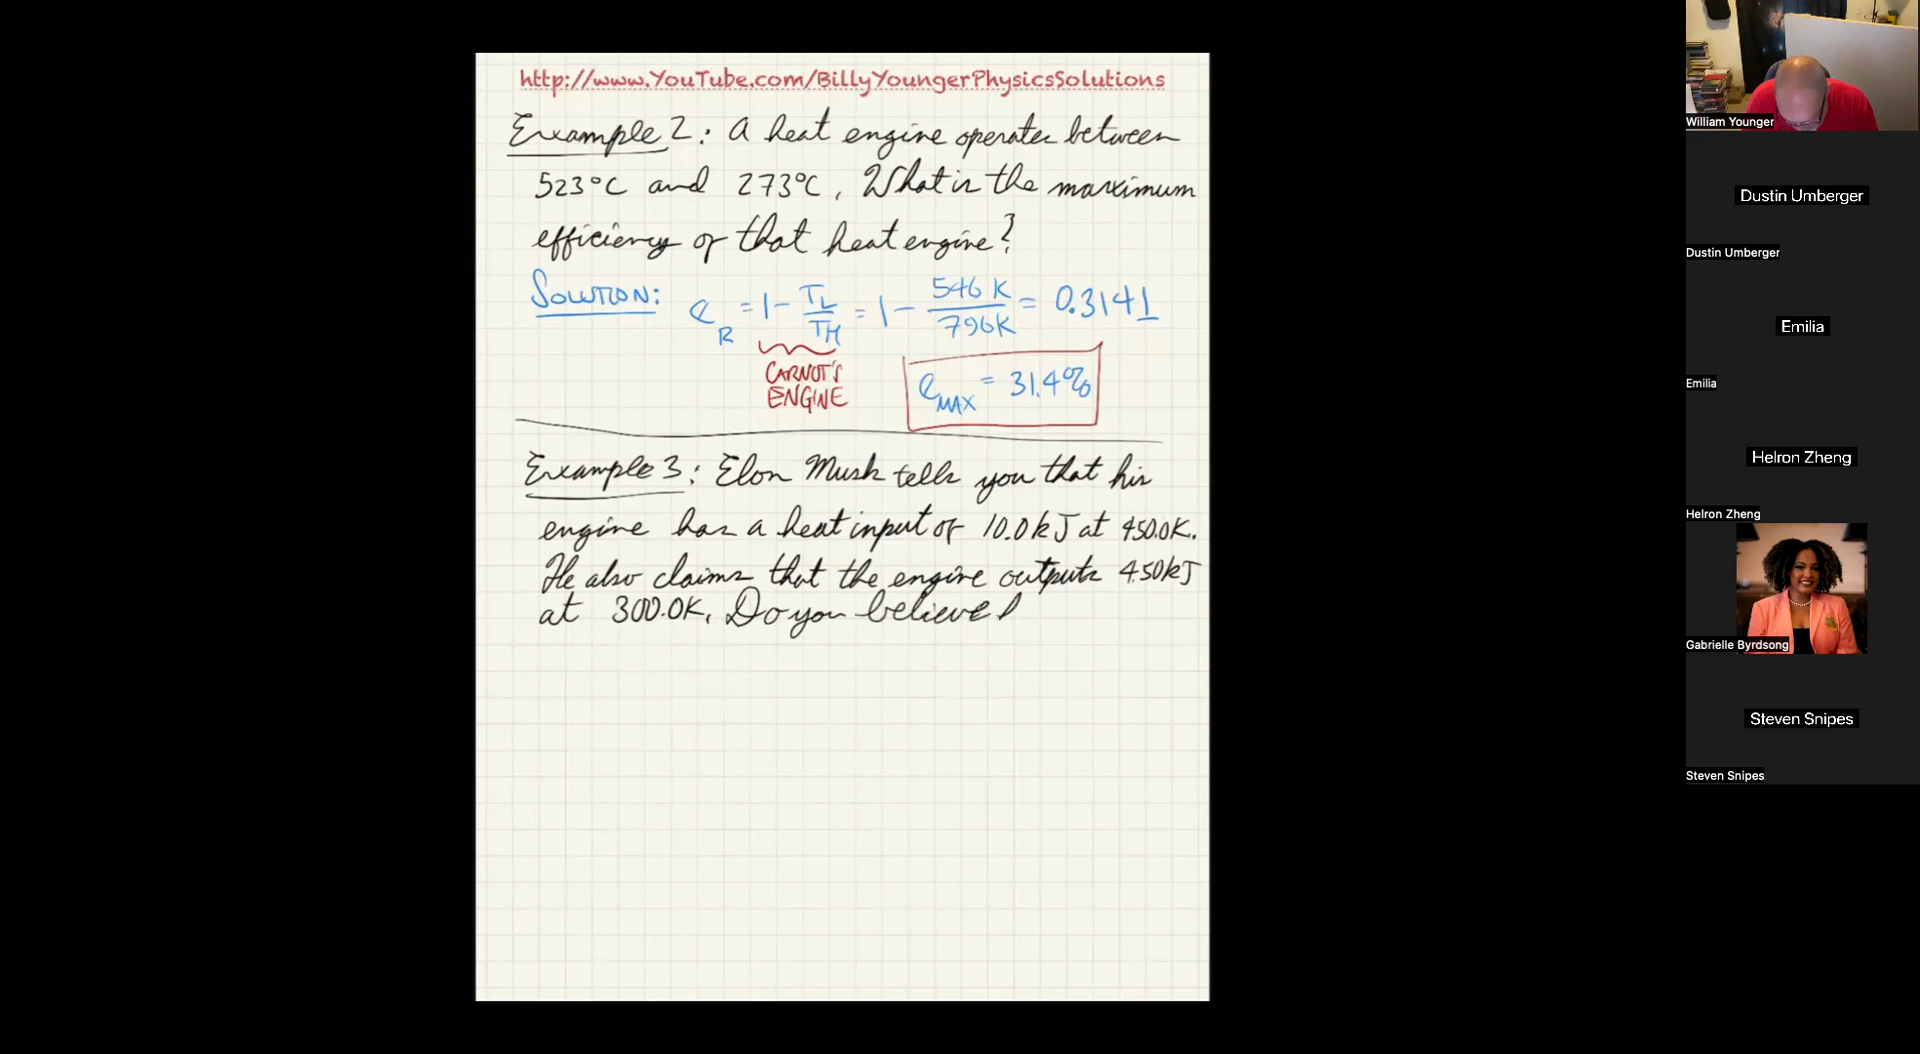 http://www.YouTube.com/BillyYoungerPhysicsSolutions
Example 2: A heat engine operates between
523°C and 273°C. What is the maximum
efficiency of that heat engine?
SOLUTION: e_R = 1 - T_L/T_H = 1 - 546 K/796K = 0.3141
CARNOT'S
ENGINE
e_MAX = 31.4%
Example 3: Elon Musk tells you that his
engine has a heat input of 10.0kJ at 450.0K.
He also claims that the engine outputs 4.50kJ
at 300.0K. Do you believe
William Younger
Dustin Umberger
Dustin Umberger
Emilia
Emilia
Helron Zheng
Helron Zheng
Gabrielle Byrdsong
Steven Snipes
Steven Snipes